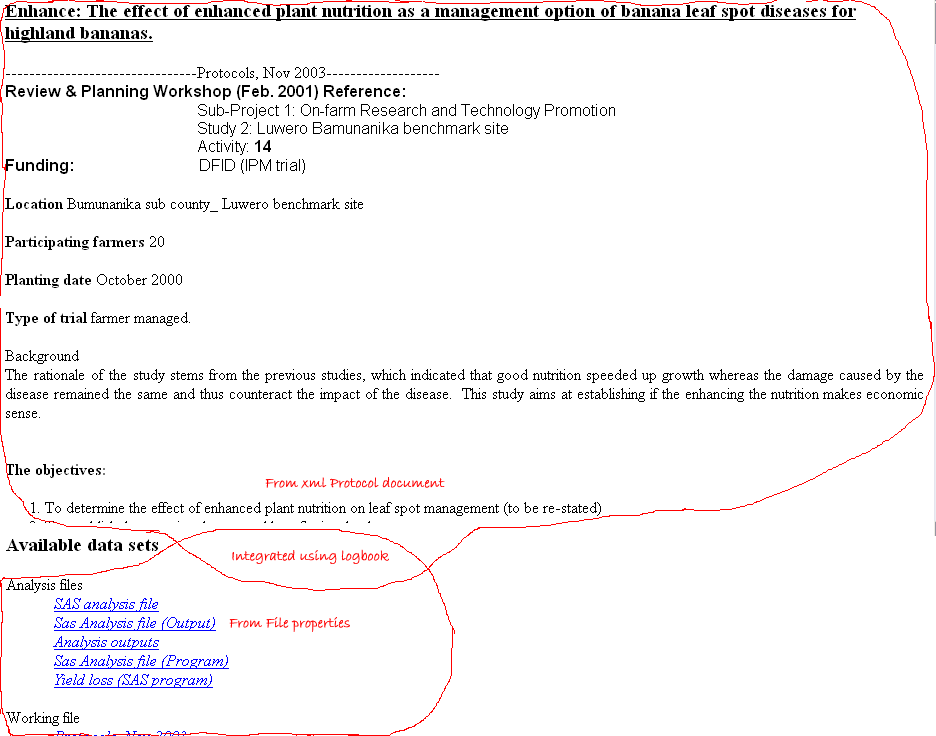 Enhance: The effect of enhanced plant nutrition as a management option of banana leaf spot diseases for
highland bananas.
--------------------------------Protocols, Nov 2003-------------------
Review & Planning Workshop (Feb. 2001) Reference:
Sub-Project 1: On-farm Research and Technology Promotion
Study 2: Luwero Bamunanika benchmark site
Activity: 14
Funding: DFID (IPM trial)
Location Bumunanika sub county_ Luwero benchmark site
Participating farmers 20
Planting date October 2000
Type of trial farmer managed.
Background
The rationale of the study stems from the previous studies, which indicated that good nutrition speeded up growth whereas the damage caused by the
disease remained the same and thus counteract the impact of the disease. This study aims at establishing if the enhancing the nutrition makes economic
sense.
The objectives:
From xml Protocol document
1. To determine the effect of enhanced plant nutrition on leaf spot management (to be re-stated)
Available data sets
Integrated using logbook
Analysis files
SAS analysis file
Sas Analysis file (Output)
From File properties
Analysis outputs
Sas Analysis file (Program)
Yield loss (SAS program)
Working file